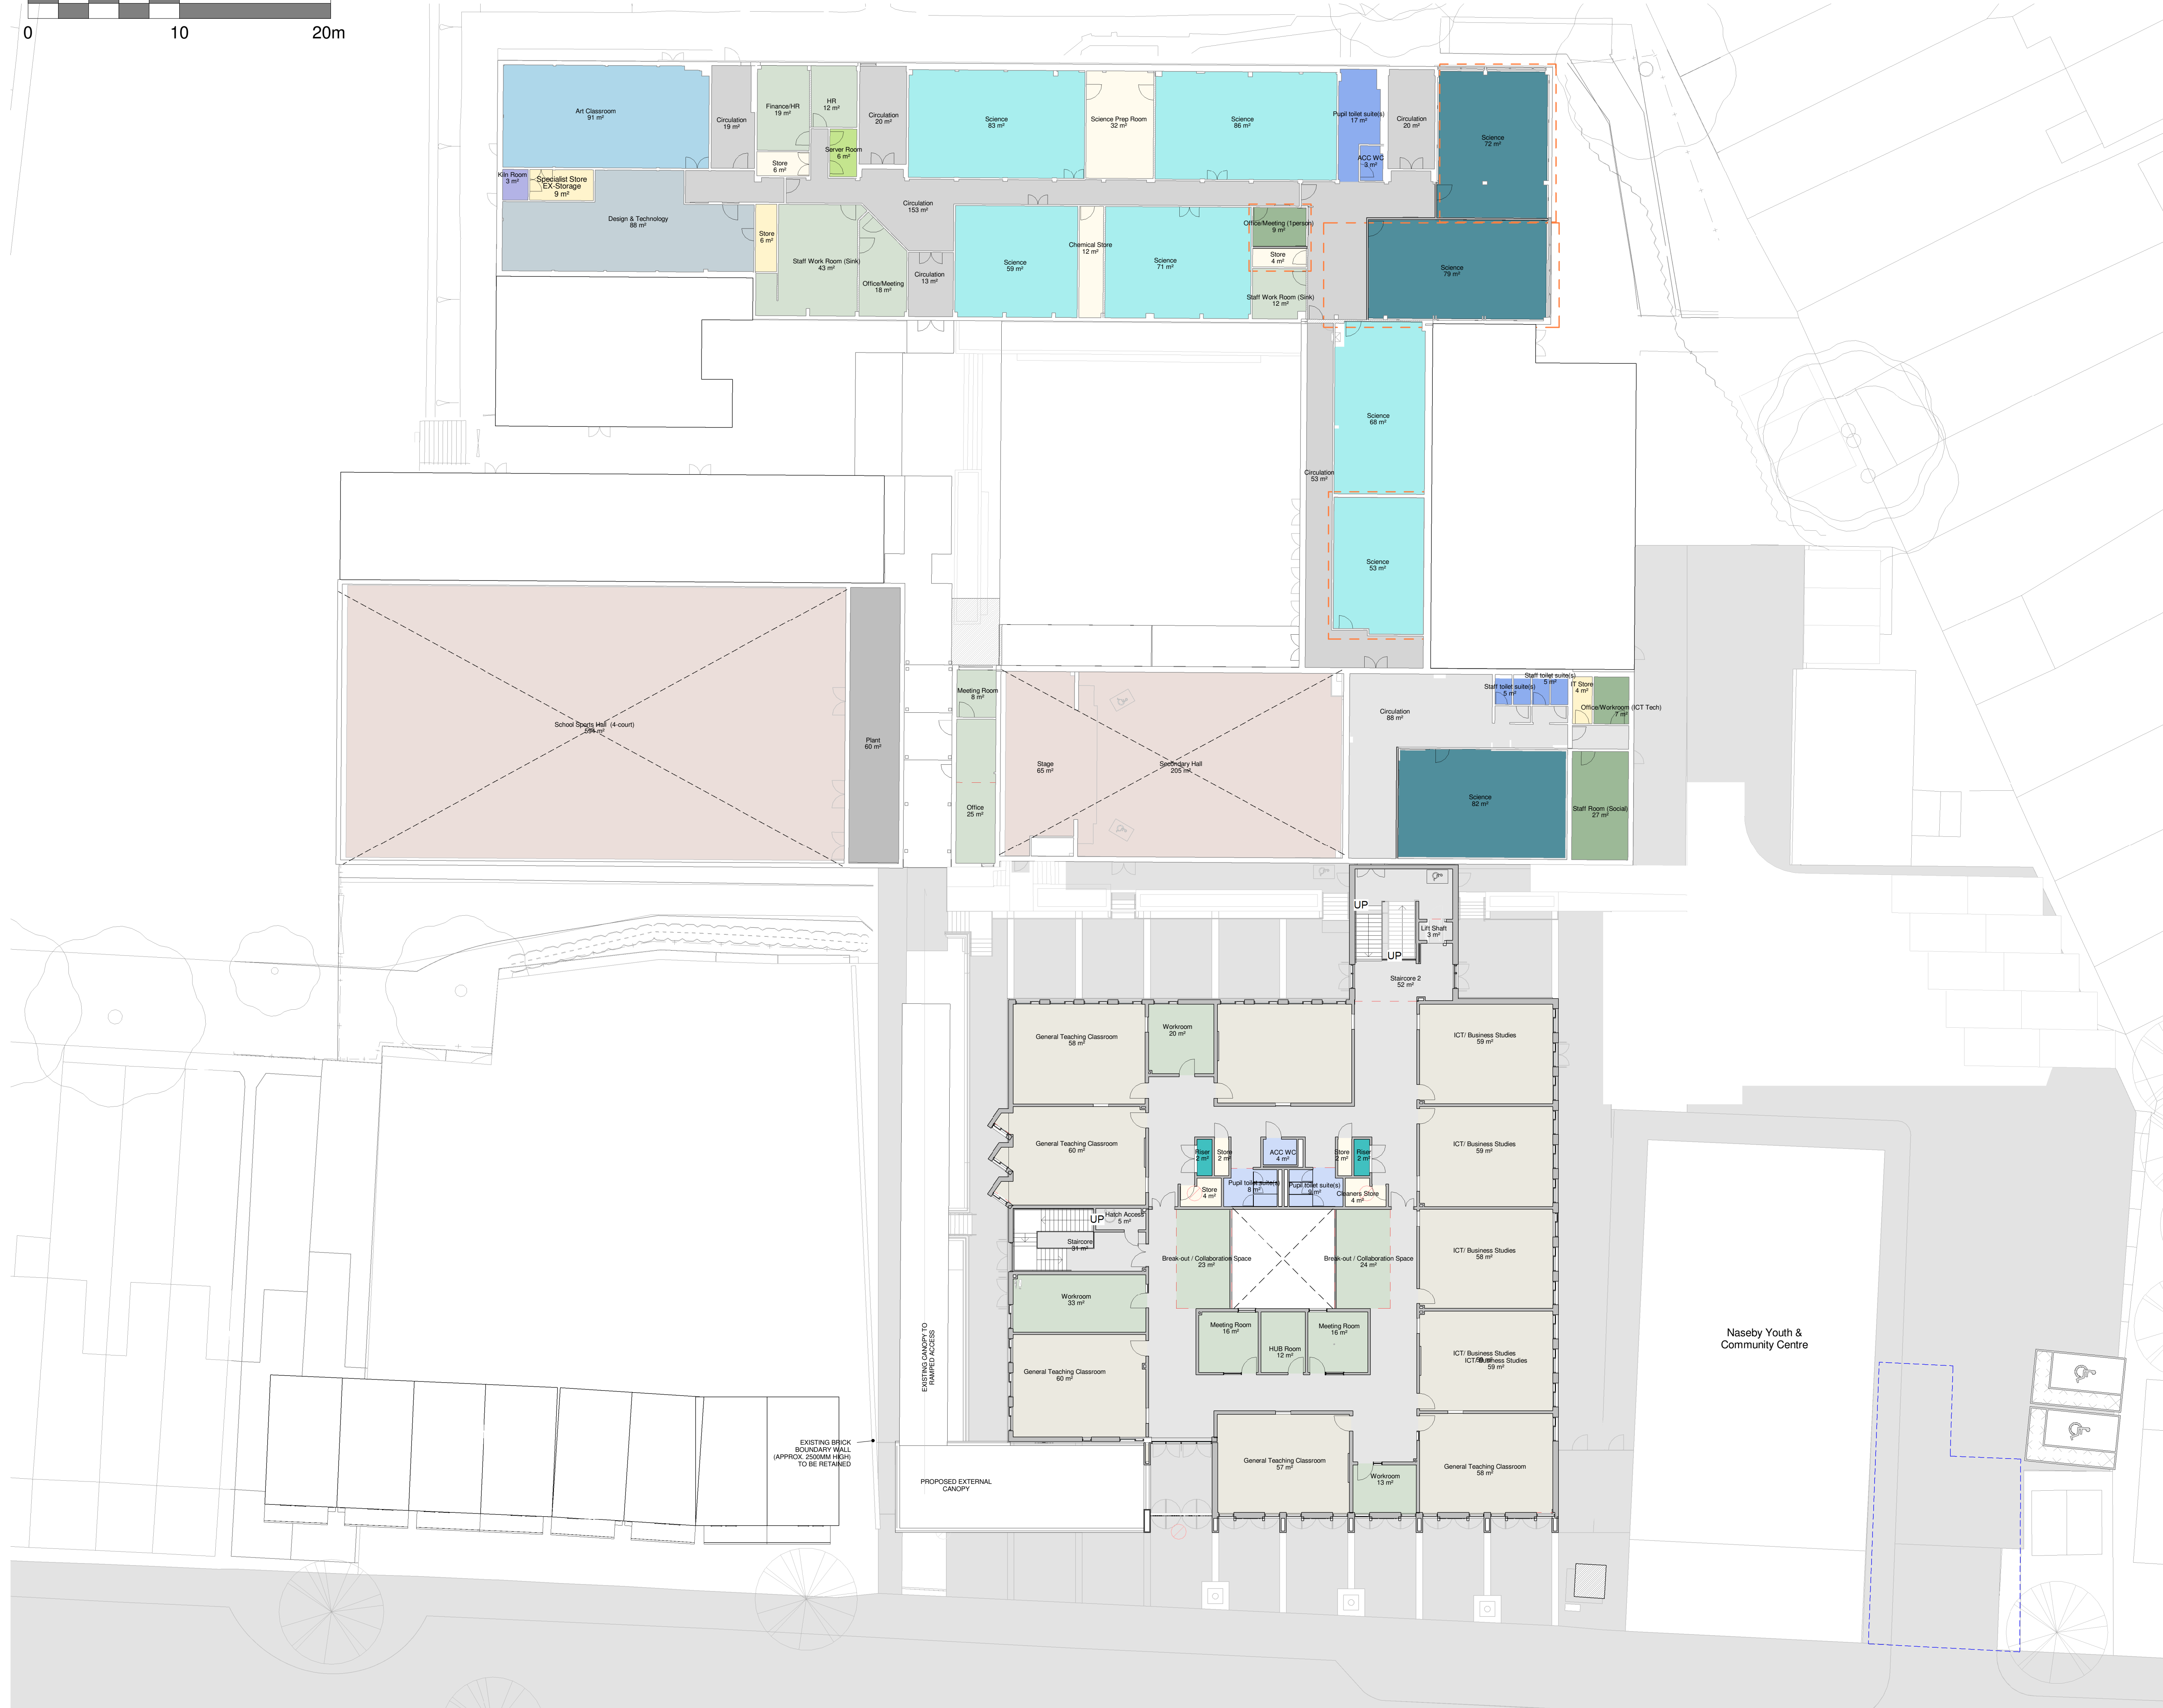 0 10 20m
Art Classroom
91 m²
Circulation
19 m²
Finance/HR
19 m²
HR
12 m²
Circulation
20 m²
Science
83 m²
Science Prep Room
32 m²
Science
86 m²
Pupil toilet suite(s)
17 m²
Circulation
20 m²
Science
72 m²
Server Room
6 m²
Store
6 m²
ACC WC
3 m²
Kiln Room
3 m²
Specialist Store
EX-Storage
9 m²
Design & Technology
88 m²
Store
6 m²
Staff Work Room (Sink)
43 m²
Office/Meeting
18 m²
Circulation
153 m²
Circulation
13 m²
Science
59 m²
Chemical Store
12 m²
Science
71 m²
Office/Meeting (1person)
9 m²
Store
4 m²
Staff Work Room (Sink)
12 m²
Science
79 m²
Science
68 m²
Circulation
53 m²
Science
53 m²
School Sports Hall (4-court)
594 m²
Plant
60 m²
Meeting Room
8 m²
Office
25 m²
Stage
65 m²
Secondary Hall
205 m²
Circulation
88 m²
Staff toilet suite(s)
5 m²
Staff toilet suite(s)
5 m²
IT Store
4 m²
Office/Workroom (ICT Tech)
7 m²
Science
82 m²
Staff Room (Social)
27 m²
UP
Lift Shaft
3 m²
UP
Staircore 2
52 m²
General Teaching Classroom
58 m²
Workroom
20 m²
ICT/ Business Studies
59 m²
General Teaching Classroom
60 m²
Riser
2 m²
Store
2 m²
ACC WC
4 m²
Store
2 m²
Riser
2 m²
ICT/ Business Studies
59 m²
Store
4 m²
Pupil toilet suite(s)
8 m²
Pupil toilet suite(s)
9 m²
Cleaners Store
4 m²
UP
Hatch Access
5 m²
Staircore
31 m²
Break-out / Collaboration Space
23 m²
Break-out / Collaboration Space
24 m²
ICT/ Business Studies
58 m²
Workroom
33 m²
Meeting Room
16 m²
HUB Room
12 m²
Meeting Room
16 m²
ICT/ Business Studies
ICT/ Business Studies
59 m²
General Teaching Classroom
60 m²
General Teaching Classroom
57 m²
Workroom
13 m²
General Teaching Classroom
58 m²
EXISTING CANOPY TO
RAMPED ACCESS
EXISTING BRICK
BOUNDARY WALL
(APPROX. 2500MM HIGH)
TO BE RETAINED
PROPOSED EXTERNAL
CANOPY
Naseby Youth &
Community Centre